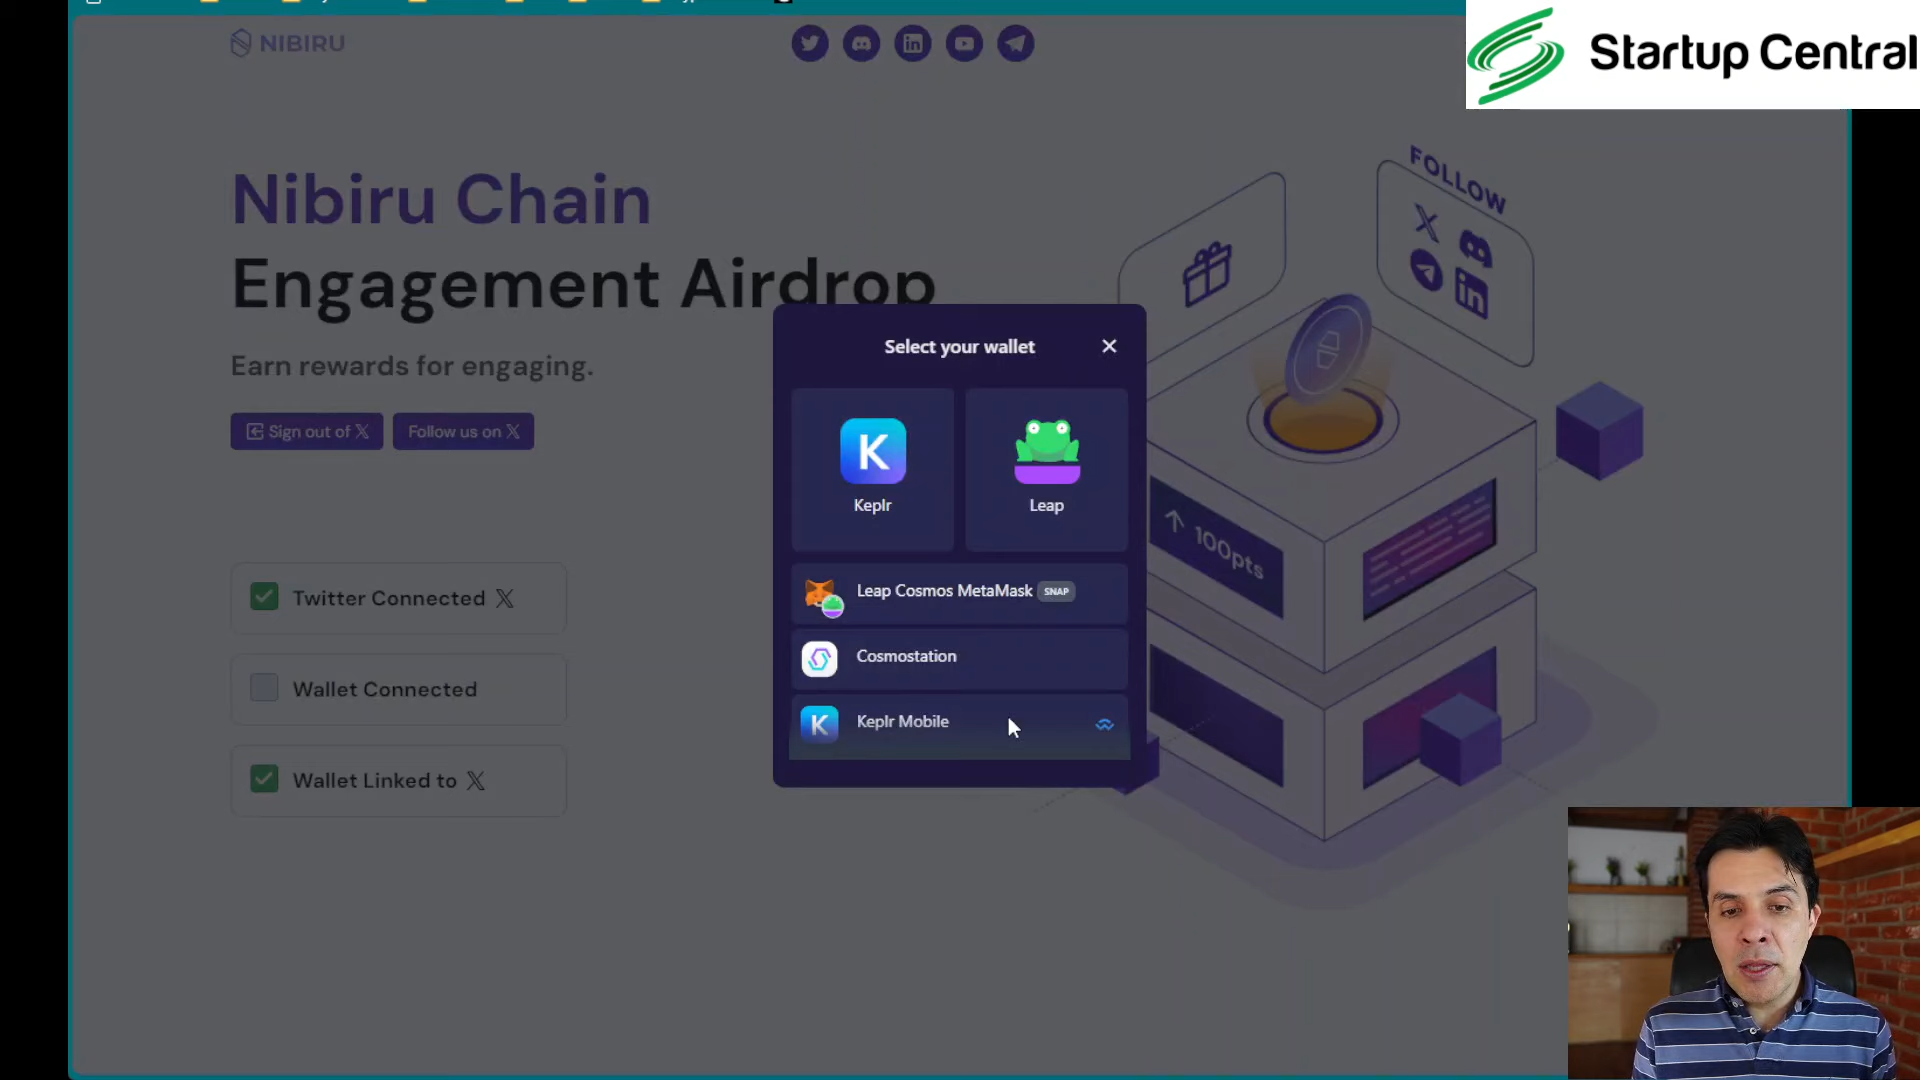 NIBIRU
Startup Central
Nibiru Chain
Engagement Airdrop
Earn rewards for engaging.
Sign out of X
Follow us on X
Twitter Connected X
Wallet Connected
Wallet Linked to X
Select your wallet
Keplr
Leap
Leap Cosmos MetaMask SNAP
Cosmostation
Keplr Mobile
FOLLOW
100pts